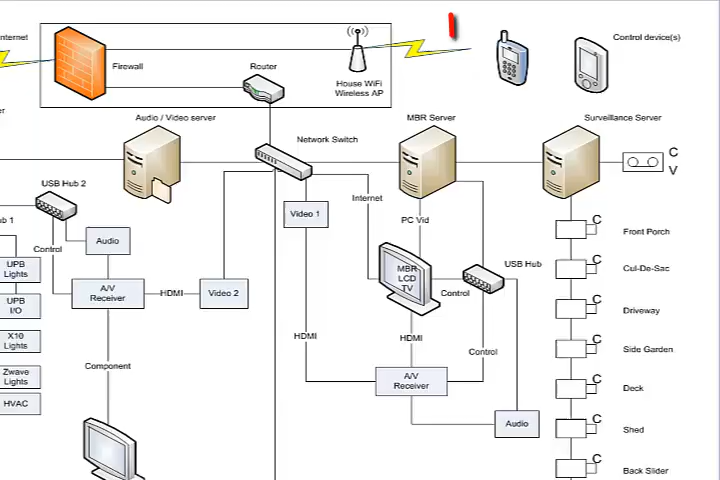 nternet
Control device(s)
Firewall
Router
House WiFi
Wireless AP
er
Audio / Video server
MBR Server
Surveillance Server
Network Switch
C
V
USB Hub 2
Internet
Video 1
ub 1
PC Vid
C
Front Porch
Control
Audio
UPB
Lights
MBR
LCD
TV
USB Hub
C
Cul-De-Sac
A/V
Receiver
HDMI
Video 2
Control
UPB
I/O
C
Driveway
X10
Lights
HDMI
HDMI
Control
C
Side Garden
Component
Zwave
Lights
A/V
Receiver
C
Deck
HVAC
Audio
C
Shed
C
Back Slider